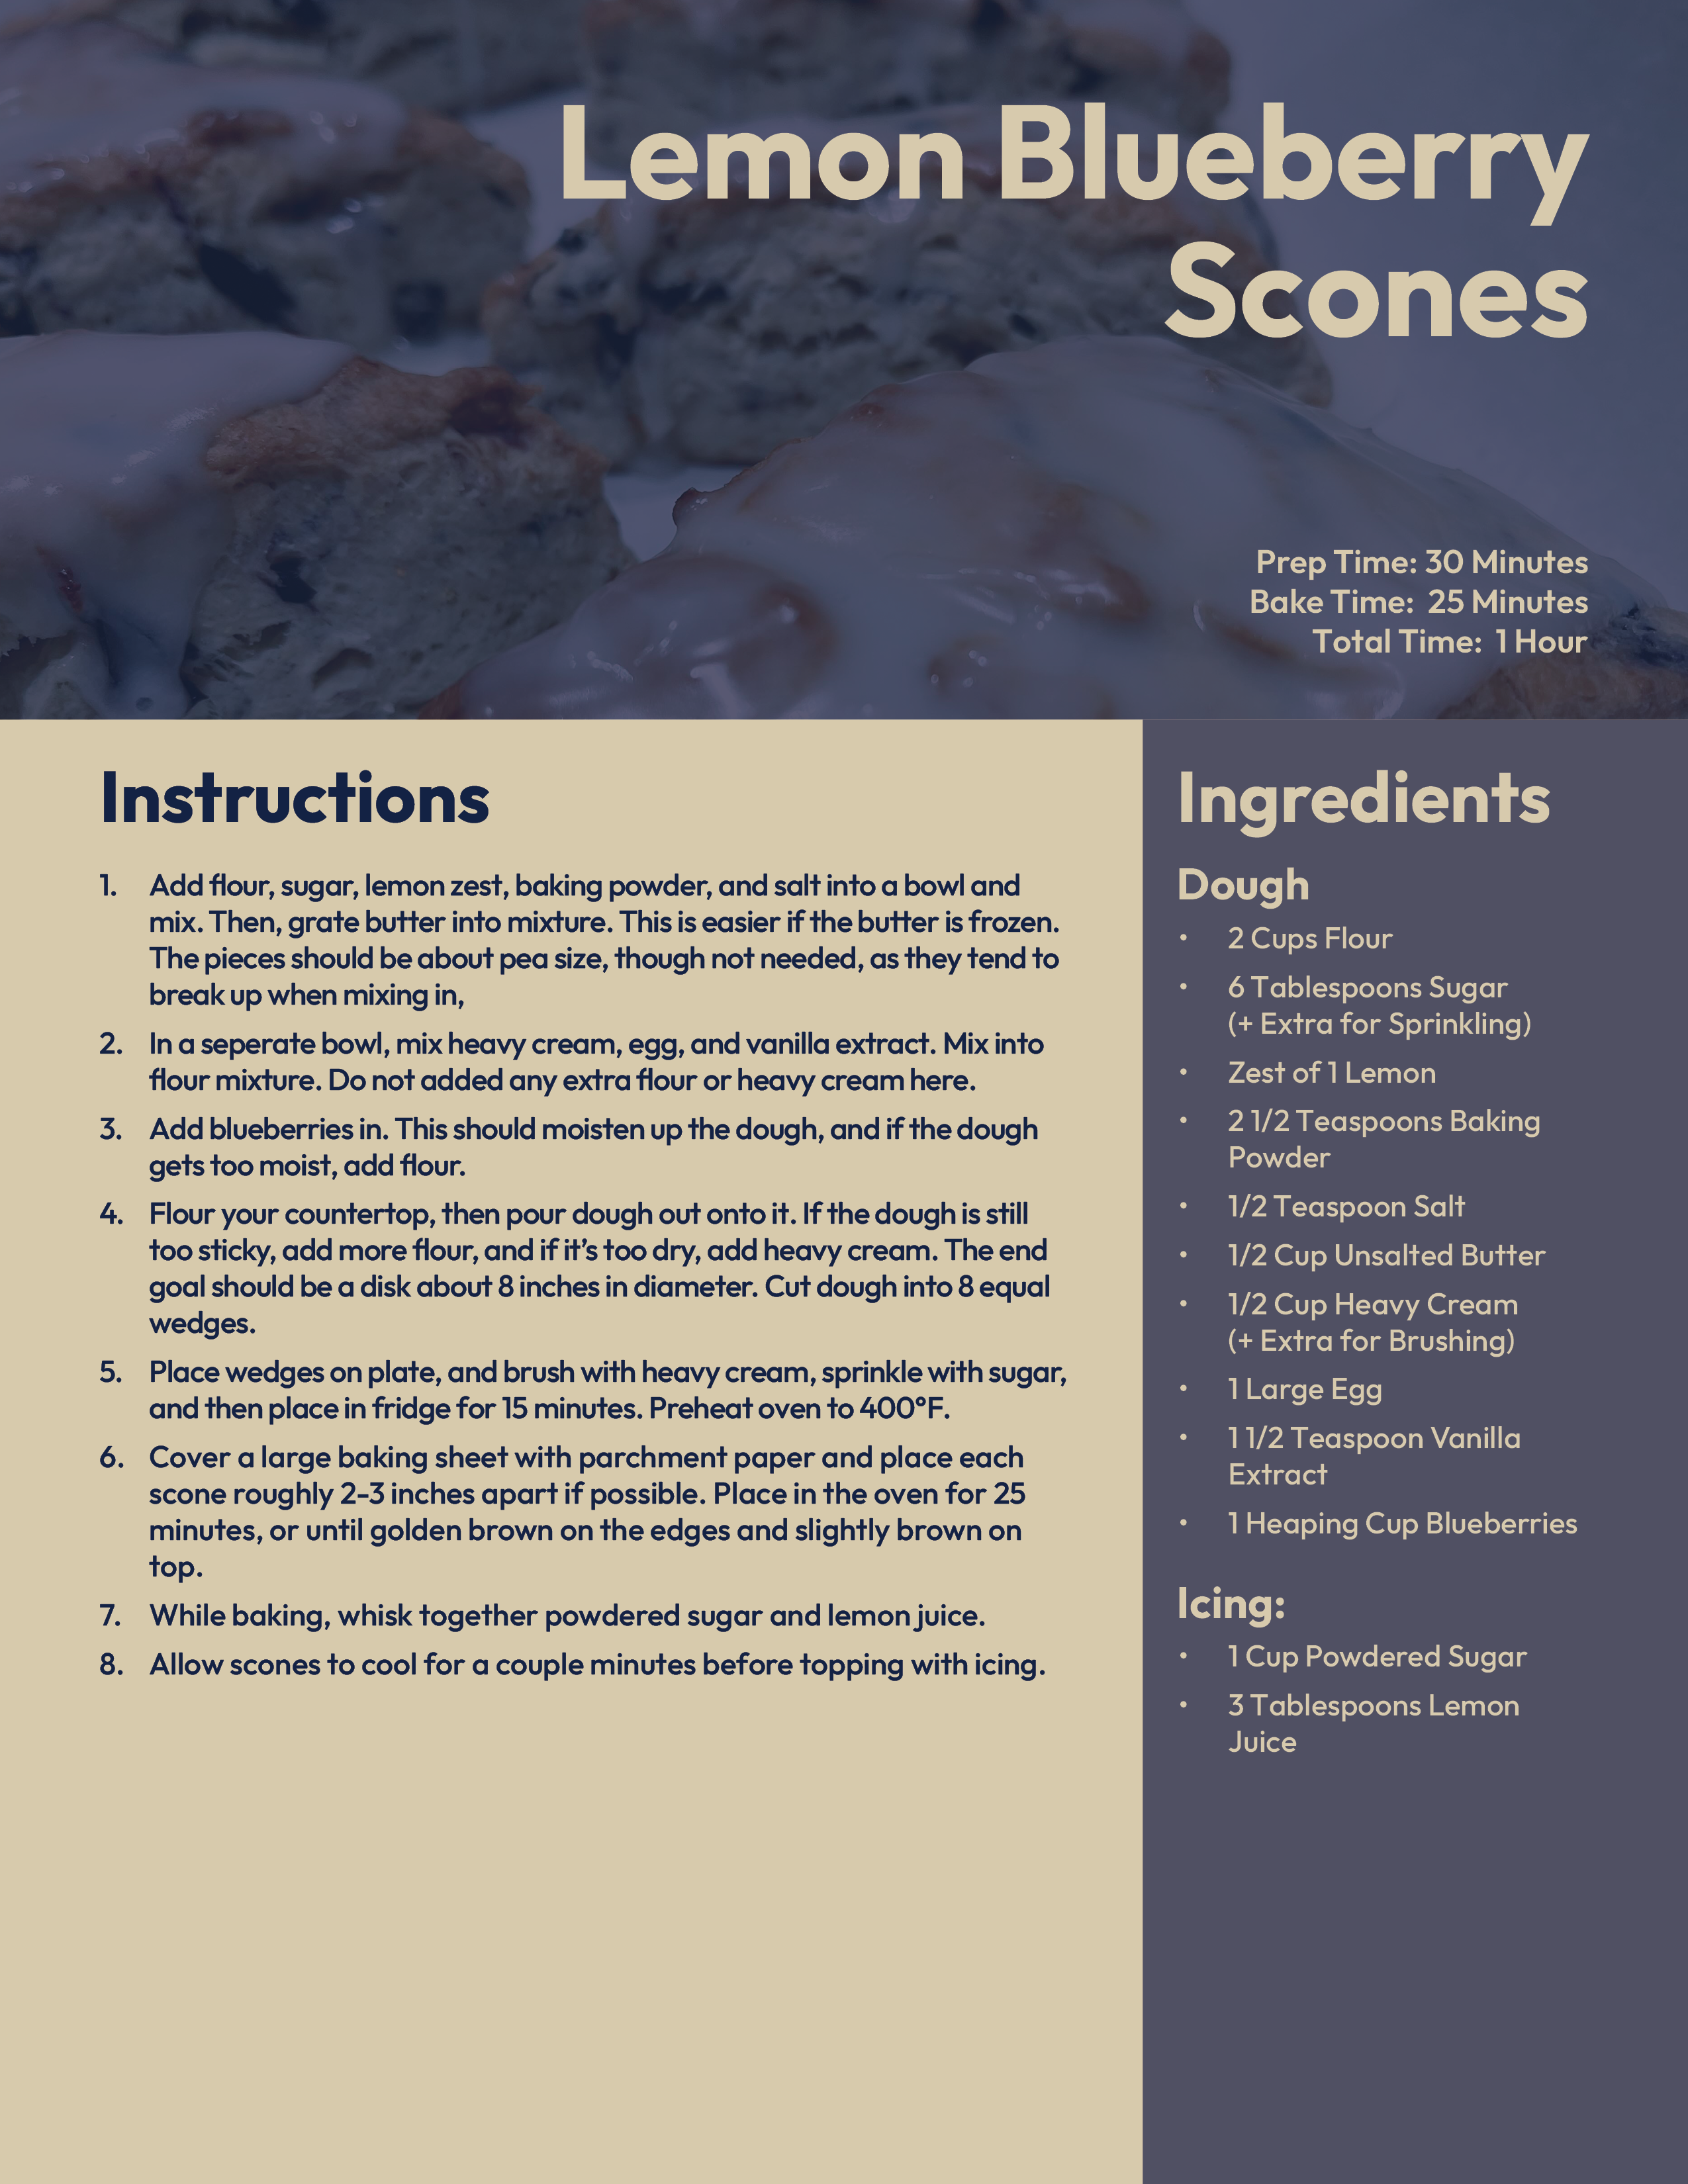 Lemon Blueberry
Scones
Prep Time: 30 Minutes
Bake Time:  25 Minutes
Total Time:  1 Hour
Instructions
1. Add flour, sugar, lemon zest, baking powder, and salt into a bowl and
mix. Then, grate butter into mixture. This is easier if the butter is frozen.
The pieces should be about pea size, though not needed, as they tend to
break up when mixing in,
2. In a seperate bowl, mix heavy cream, egg, and vanilla extract. Mix into
flour mixture. Do not added any extra flour or heavy cream here.
3. Add blueberries in. This should moisten up the dough, and if the dough
gets too moist, add flour.
4. Flour your countertop, then pour dough out onto it. If the dough is still
too sticky, add more flour, and if it’s too dry, add heavy cream. The end
goal should be a disk about 8 inches in diameter. Cut dough into 8 equal
wedges.
5. Place wedges on plate, and brush with heavy cream, sprinkle with sugar,
and then place in fridge for 15 minutes. Preheat oven to 400°F.
6. Cover a large baking sheet with parchment paper and place each
scone roughly 2-3 inches apart if possible. Place in the oven for 25
minutes, or until golden brown on the edges and slightly brown on
top.
7. While baking, whisk together powdered sugar and lemon juice.
8. Allow scones to cool for a couple minutes before topping with icing.
Ingredients
Dough
• 2 Cups Flour
• 6 Tablespoons Sugar
(+ Extra for Sprinkling)
• Zest of 1 Lemon
• 2 1/2 Teaspoons Baking
Powder
• 1/2 Teaspoon Salt
• 1/2 Cup Unsalted Butter
• 1/2 Cup Heavy Cream
(+ Extra for Brushing)
• 1 Large Egg
• 1 1/2 Teaspoon Vanilla
Extract
• 1 Heaping Cup Blueberries
Icing:
• 1 Cup Powdered Sugar
• 3 Tablespoons Lemon
Juice